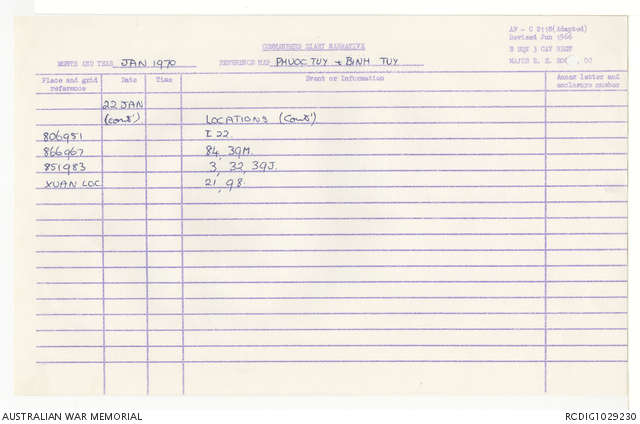 AF - C 2118(Adapted)
Revised Jun 1966
COMMANDERS DIARY NARRATIVE
B SQN 3 CAV REGT
MONTH AND YEAR JAN 1970 REFERENCE MAP PHUOC TUY & BINH TUY MAJOR R. E. , OC
Place and grid reference Date Time Event or Information Annex letter and enclosure number
22 JAN
(cont') LOCATIONS (cont')
806951 I 22.
866967 84, 39M.
851983 3, 32, 39J.
XUAN LOC 21, 98
AUSTRALIAN WAR MEMORIAL RCDIG1029230